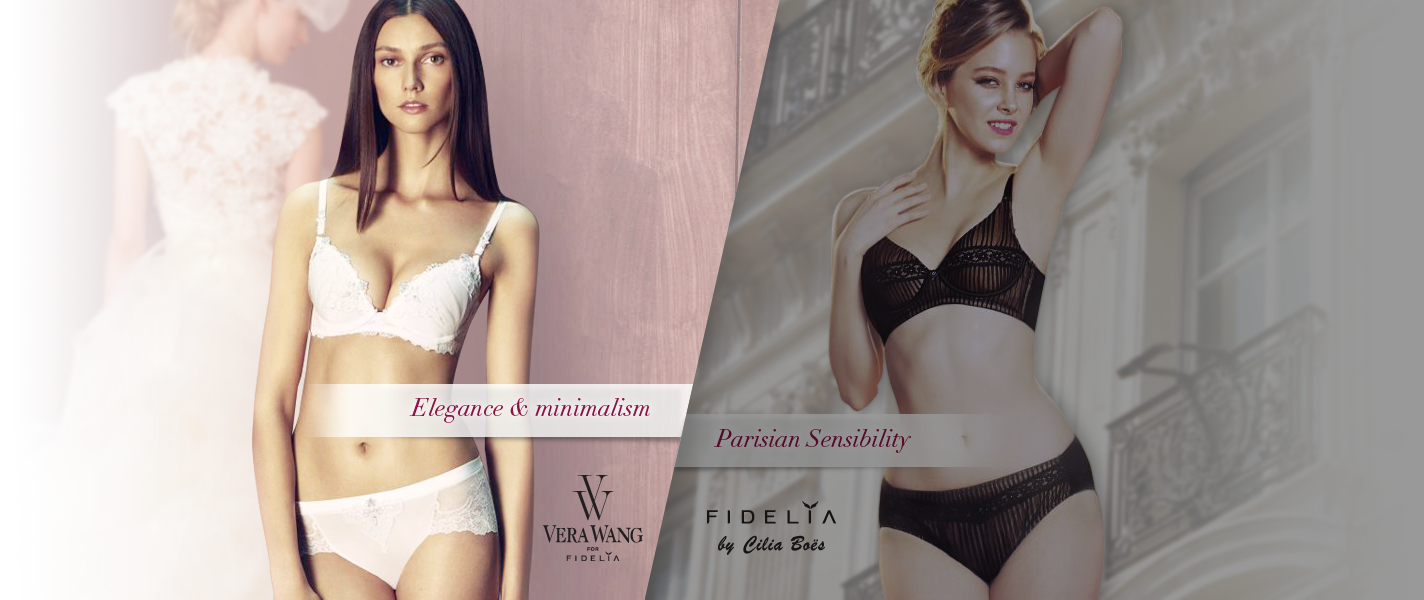 Elegance & minimalism
VERA WANG
FOR
FIDELIA
Parisian Sensibility
FIDELIA
by Cilia Boës